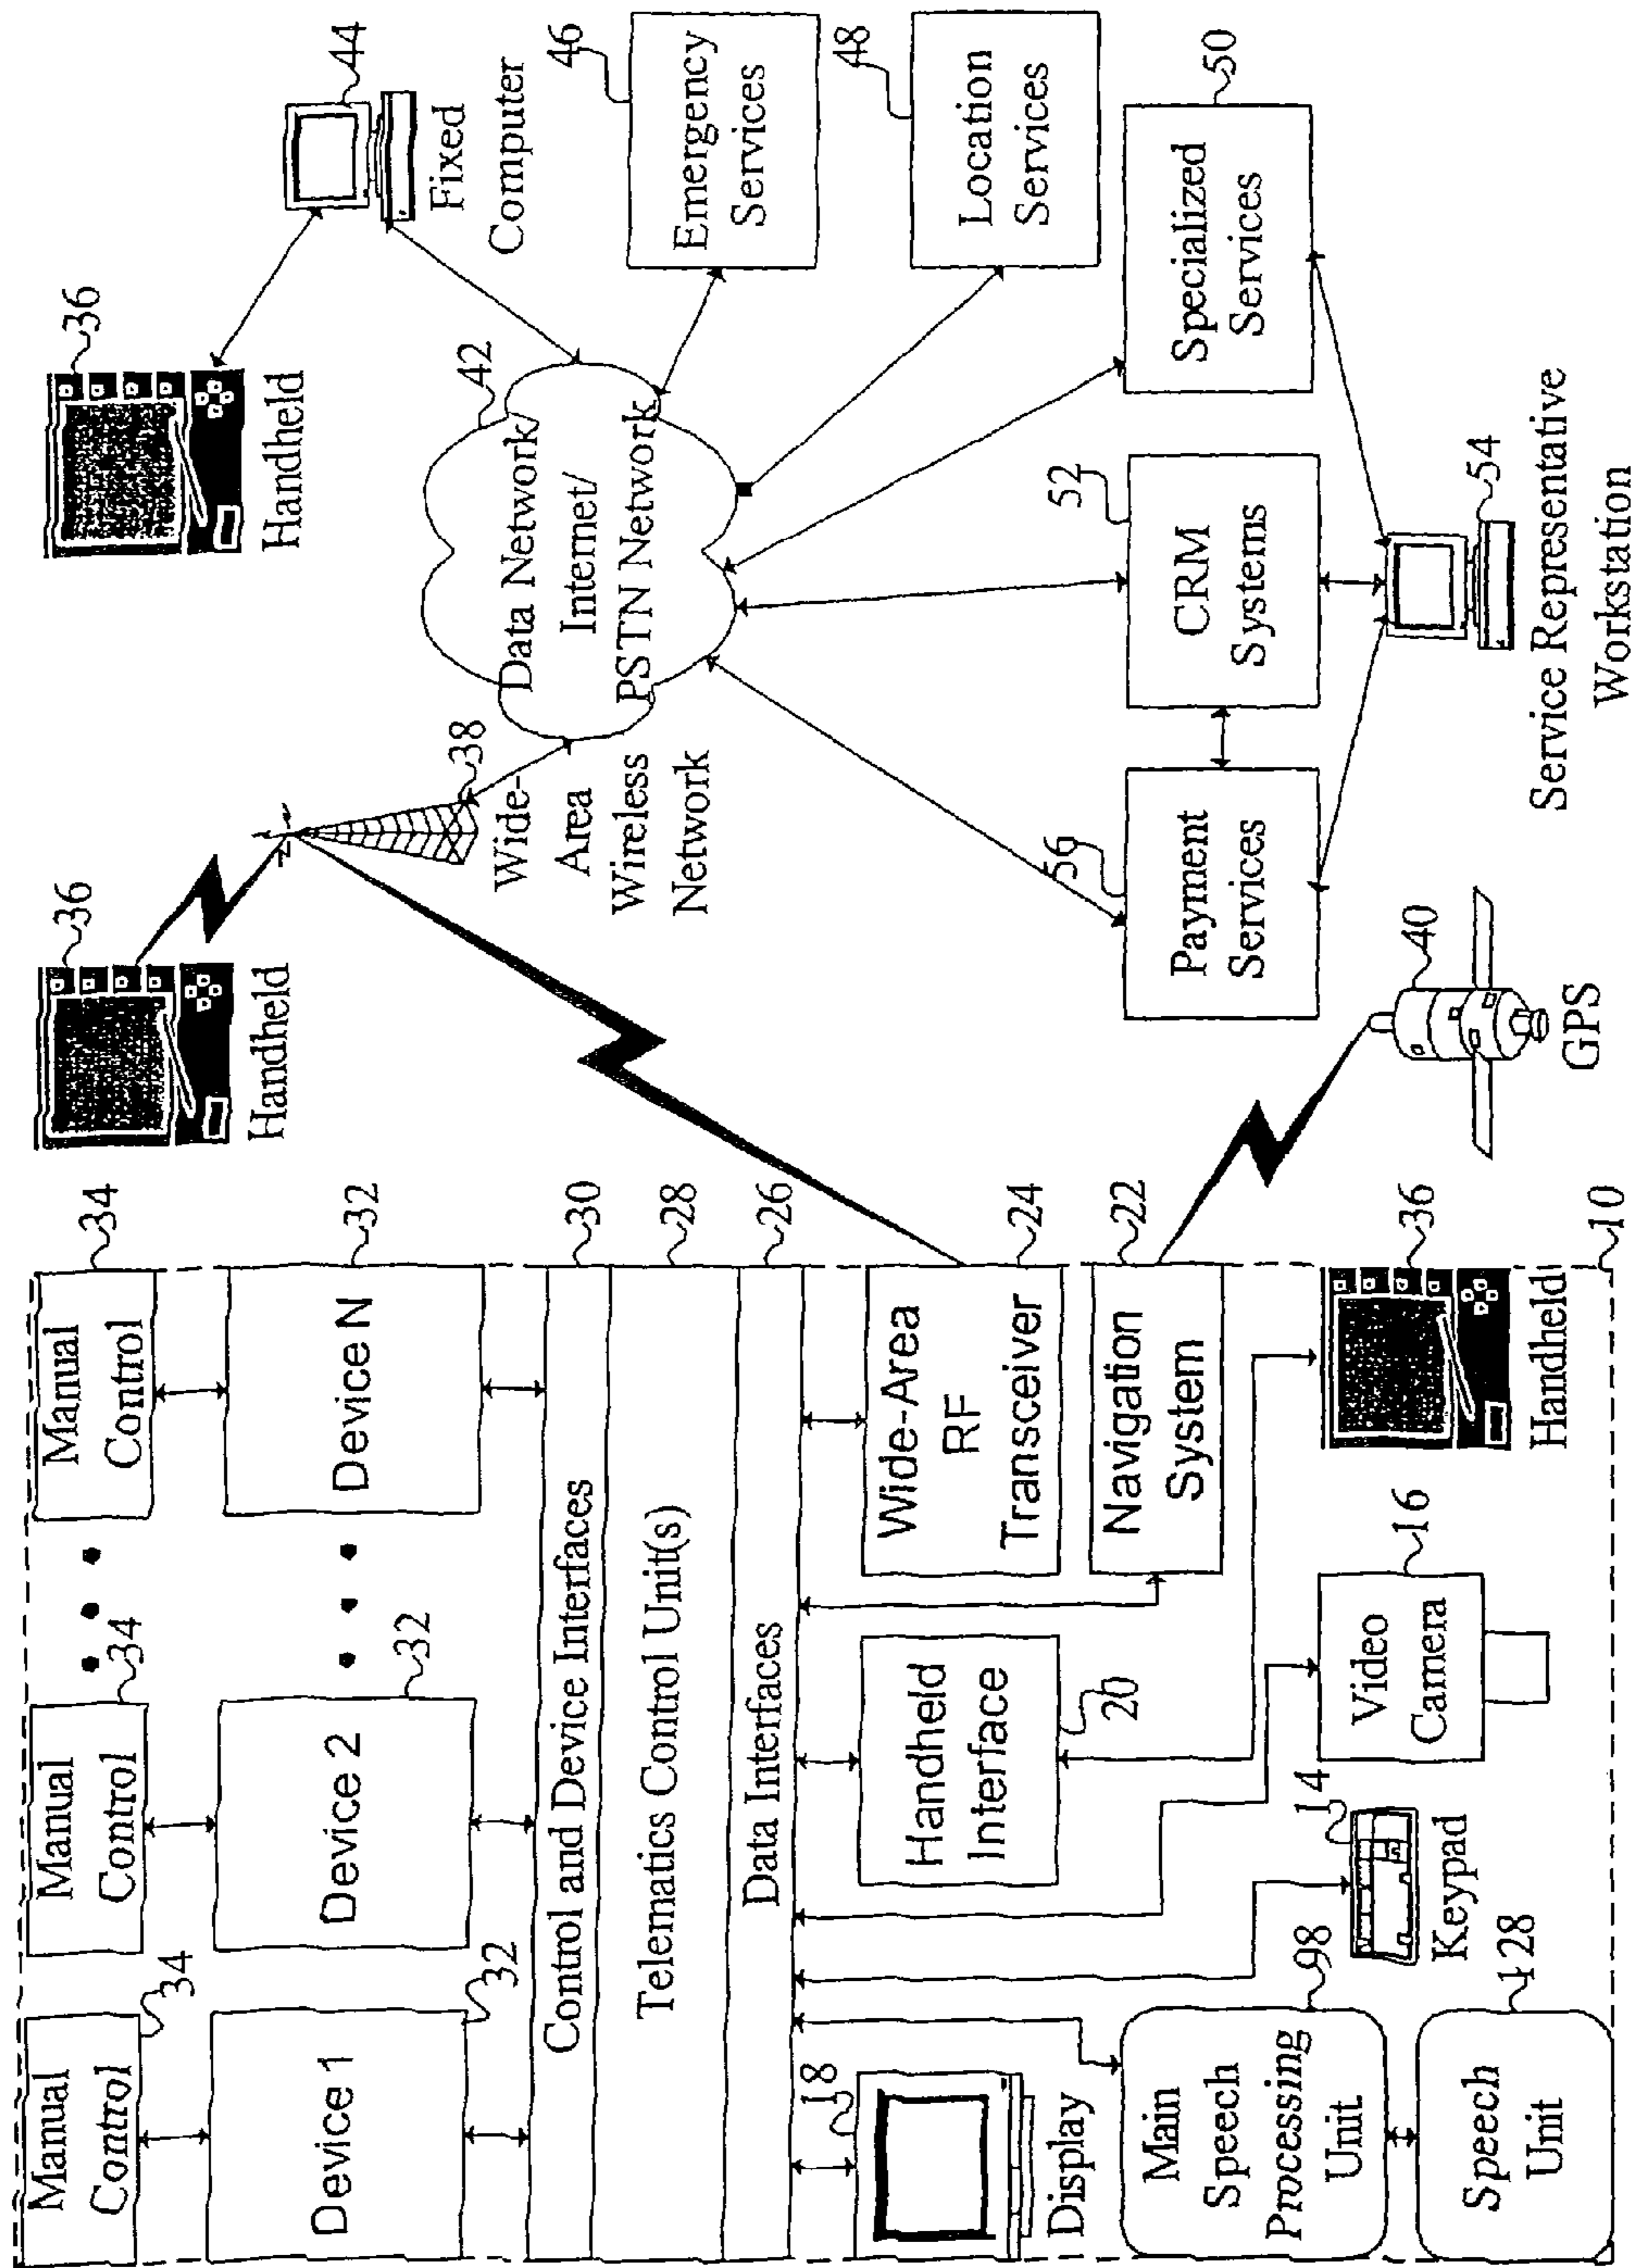 Manual
Control
34
Manual
Control
34
Manual
Control
34
Device 1
32
Device 2
32
Device N
32
Control and Device Interfaces
30
Telematics Control Unit(s)
28
Data Interfaces
26
18
Display
Handheld
Interface
20
Wide-Area
RF
Transceiver
24
Navigation
System
22
Main
Speech
Processing
Unit
98
Speech
Unit
128
14
Keypad
Video
Camera
16
36
Handheld
10
36
Handheld
36
Handheld
44
Fixed
Computer
38
Wide-
Area
Wireless
Network
42
Data Network/
Internet/
PSTN Network
46
Emergency
Services
48
Location
Services
50
Specialized
Services
52
CRM
Systems
56
Payment
Services
54
Service Representative
Workstation
40
GPS